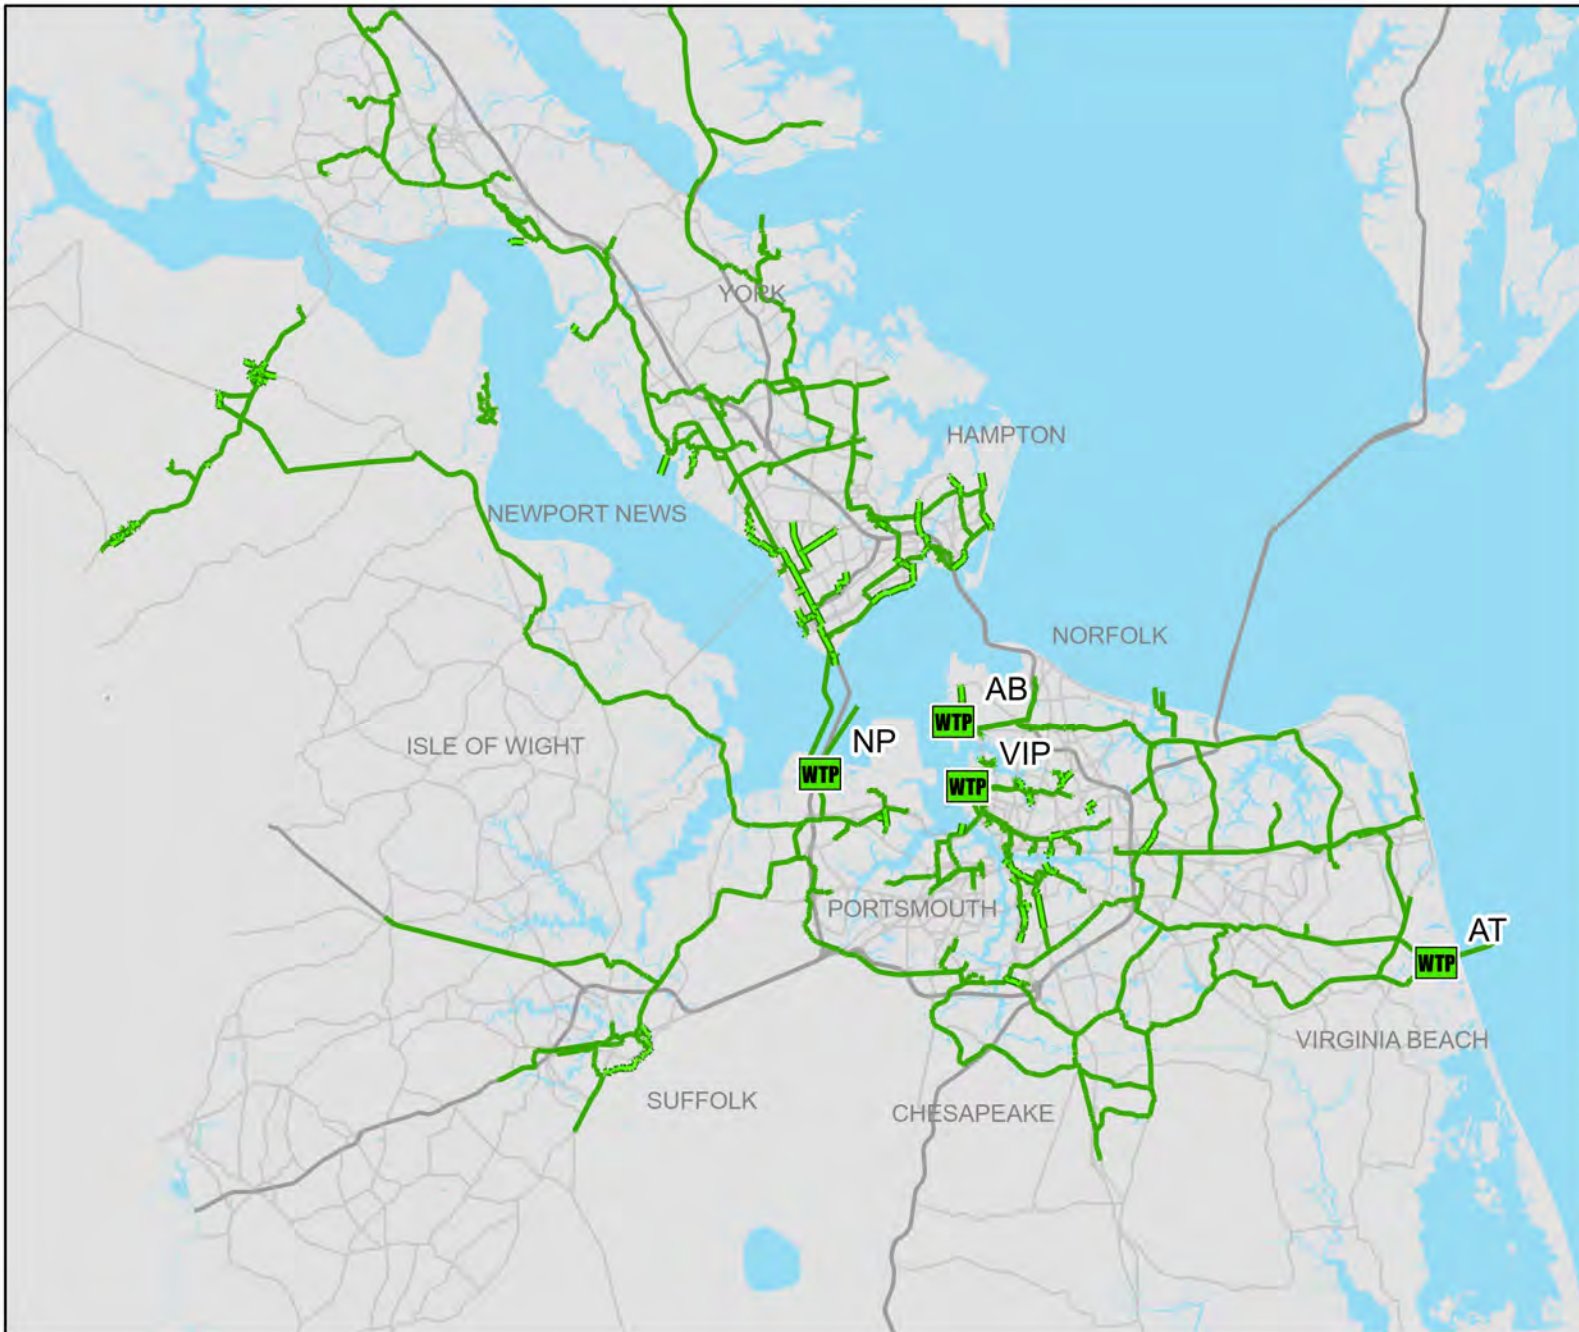 YORK
HAMPTON
NEWPORT NEWS
NORFOLK
AB
WTP
ISLE OF WIGHT
NP
WTP
VIP
WTP
PORTSMOUTH
AT
WTP
VIRGINIA BEACH
SUFFOLK
CHESAPEAKE